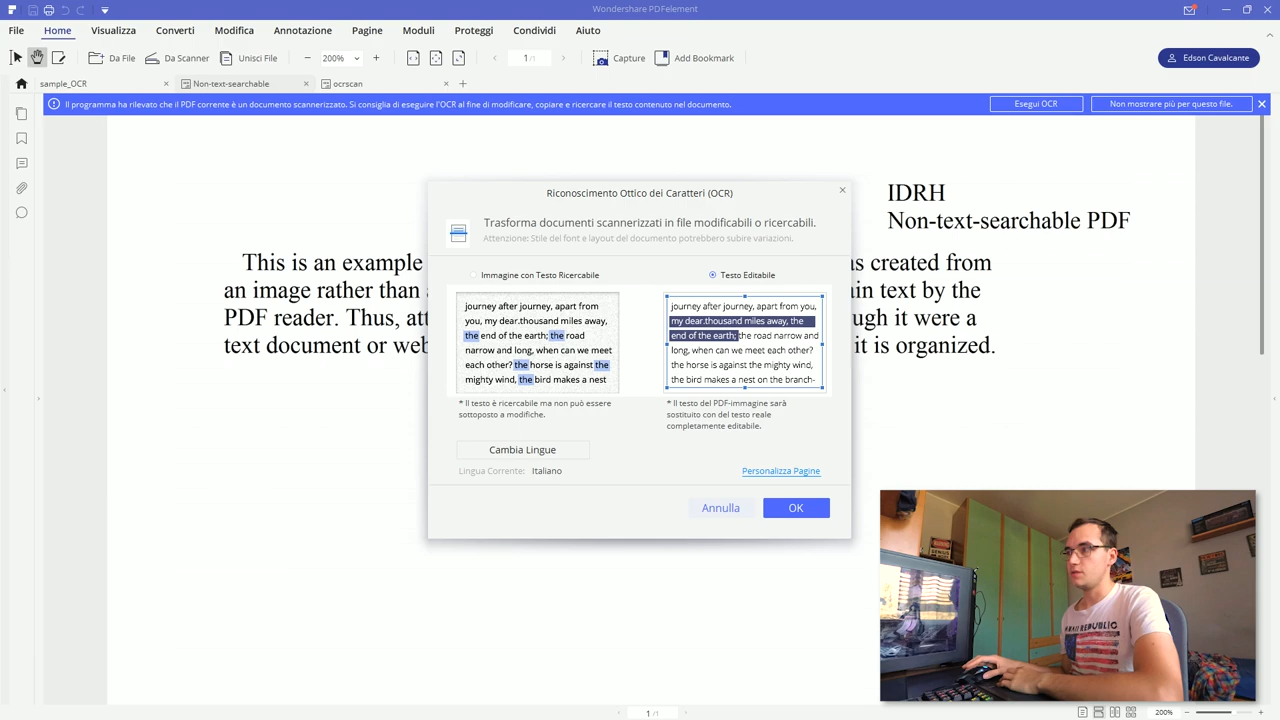 Wondershare PDFelement
File Home Visualizza Converti Modifica Annotazione Pagine Moduli Proteggi Condividi Aiuto
Da File Da Scanner Unisci File 200% 1/1 Capture Add Bookmark Edson Cavalcante
sample_OCR Non-text-searchable ocrscan
Il programma ha rilevato che il PDF corrente è un documento scannerizzato. Si consiglia di eseguire l'OCR al fine di modificare, copiare e ricercare il testo contenuto nel documento. Esegui OCR Non mostrare più per questo file.
IDRH
Non-text-searchable PDF
This is an example
s created from
an image rather than
in text by the
PDF reader. Thus, att
ugh it were a
text document or web
it is organized.
Riconoscimento Ottico dei Caratteri (OCR)
Trasforma documenti scannerizzati in file modificabili o ricercabili.
Attenzione: Stile del font e layout del documento potrebbero subire variazioni.
Immagine con Testo Ricercabile
journey after journey, apart from
you, my dear.thousand miles away,
the end of the earth; the road
narrow and long, when can we meet
each other? the horse is against the
mighty wind, the bird makes a nest
* Il testo è ricercabile ma non può essere
sottoposto a modifiche.
Testo Editabile
journey after journey, apart from you,
my dear.thousand miles away, the
end of the earth; the road narrow and
long, when can we meet each other?
the horse is against the mighty wind,
the bird makes a nest on the branch-
* Il testo del PDF-immagine sarà
sostituito con del testo reale
completamente editabile.
Cambia Lingue
Lingua Corrente: Italiano
Personalizza Pagine
Annulla OK
GENIUS
REPUBLIC
1/1 200%